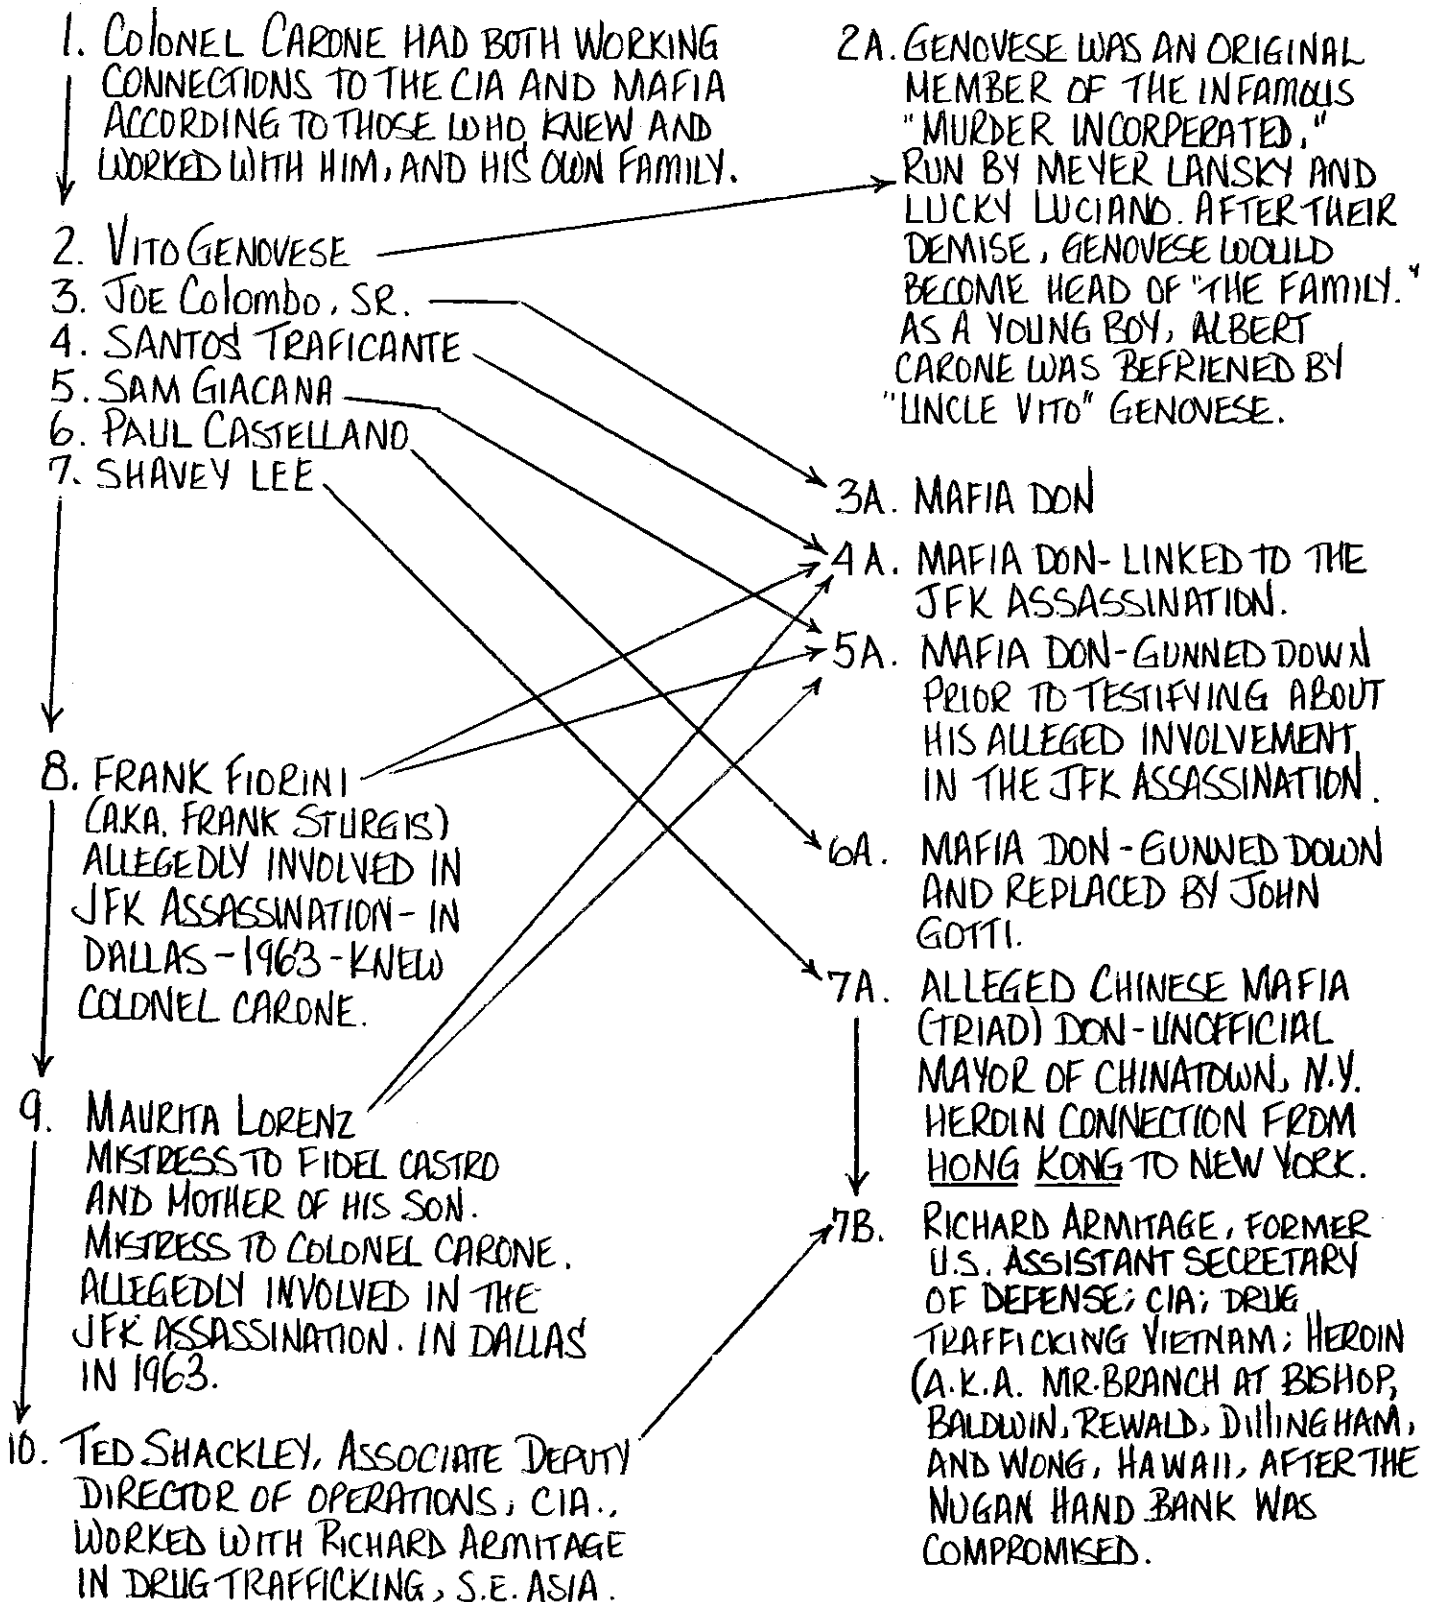 1. COLONEL CARONE HAD BOTH WORKING
CONNECTIONS TO THE CIA AND MAFIA
ACCORDING TO THOSE WHO KNEW AND
WORKED WITH HIM, AND HIS OWN FAMILY.
2. VITO GENOVESE
3. JOE COLOMBO, SR.
4. SANTOS TRAFICANTE
5. SAM GIACANA
6. PAUL CASTELLANO
7. SHAVEY LEE
8. FRANK FIORINI
(AKA. FRANK STURGIS)
ALLEGEDLY INVOLVED IN
JFK ASSASSINATION - IN
DALLAS - 1963 - KNEW
COLONEL CARONE.
9. MAURITA LORENZ
MISTRESS TO FIDEL CASTRO
AND MOTHER OF HIS SON.
MISTRESS TO COLONEL CARONE.
ALLEGEDLY INVOLVED IN THE
JFK ASSASSINATION. IN DALLAS
IN 1963.
10. TED SHACKLEY, ASSOCIATE DEPUTY
DIRECTOR OF OPERATIONS, CIA.,
WORKED WITH RICHARD ARMITAGE
IN DRUG TRAFFICKING, S.E. ASIA.
2A. GENOVESE WAS AN ORIGINAL
MEMBER OF THE INFAMOUS
"MURDER INCORPERATED,"
RUN BY MEYER LANSKY AND
LUCKY LUCIANO. AFTER THEIR
DEMISE, GENOVESE WOULD
BECOME HEAD OF "THE FAMILY."
AS A YOUNG BOY, ALBERT
CARONE WAS BEFRIENED BY
"UNCLE VITO" GENOVESE.
3A. MAFIA DON
4A. MAFIA DON - LINKED TO THE
JFK ASSASSINATION.
5A. MAFIA DON - GUNNED DOWN
PRIOR TO TESTIFYING ABOUT
HIS ALLEGED INVOLVEMENT
IN THE JFK ASSASSINATION.
6A. MAFIA DON - GUNNED DOWN
AND REPLACED BY JOHN
GOTTI.
7A. ALLEGED CHINESE MAFIA
(TRIAD) DON - UNOFFICIAL
MAYOR OF CHINATOWN, N.Y.
HEROIN CONNECTION FROM
HONG KONG TO NEW YORK.
7B. RICHARD ARMITAGE, FORMER
U.S. ASSISTANT SECRETARY
OF DEFENSE; CIA; DRUG
TRAFFICKING VIETNAM; HEROIN
(A.K.A. MR. BRANCH AT BISHOP,
BALDWIN, REWALD, DILLINGHAM,
AND WONG, HAWAII, AFTER THE
NUGAN HAND BANK WAS
COMPROMISED.